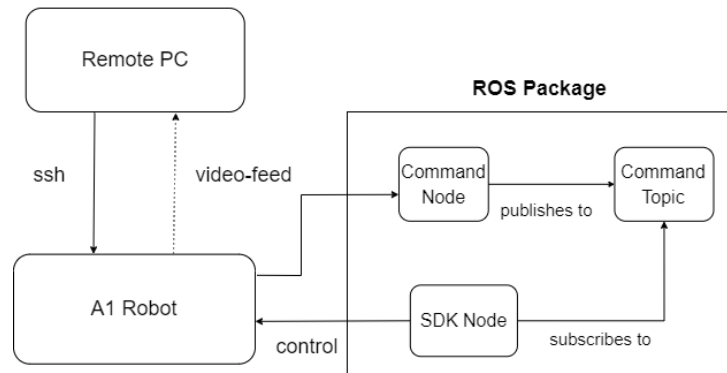 Remote PC
ROS Package
ssh
video-feed
Command
Node
publishes to
Command
Topic
A1 Robot
control
SDK Node
subscribes to